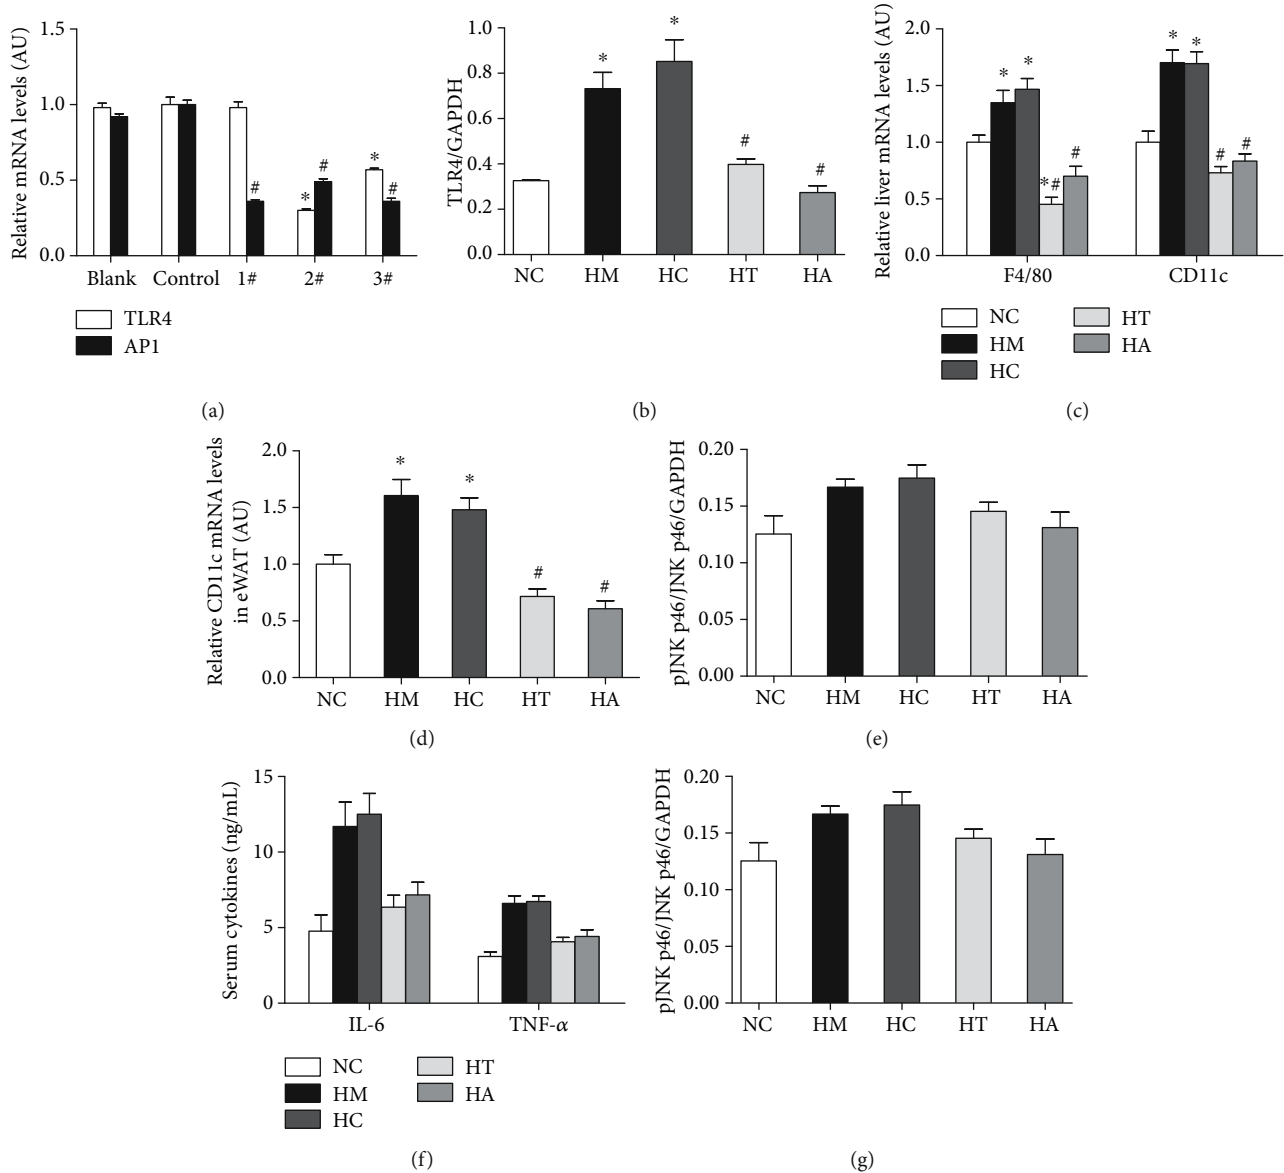 Relative mRNA levels (AU)
1.5
1.0
0.5
0.0
*
*
#
#
#
Blank Control 1# 2# 3#
TLR4
AP1
(a)
TLR4/GAPDH
1.0
0.8
0.6
0.4
0.2
0.0
*
*
#
#
NC HM HC HT HA
(b)
Relative liver mRNA levels (AU)
2.0
1.5
1.0
0.5
0.0
* *
*# #
* *
# #
F4/80 CD11c
NC HT
HM HA
HC
(c)
Relative CD11c mRNA levels
in eWAT (AU)
2.0
1.5
1.0
0.5
0.0
* *
# #
NC HM HC HT HA
(d)
pJNK p46/JNK p46/GAPDH
0.20
0.15
0.10
0.05
0.00
NC HM HC HT HA
(e)
Serum cytokines (ng/mL)
15
10
5
0
IL-6 TNF-α
NC HT
HM HA
HC
(f)
pJNK p46/JNK p46/GAPDH
0.20
0.15
0.10
0.05
0.00
NC HM HC HT HA
(g)